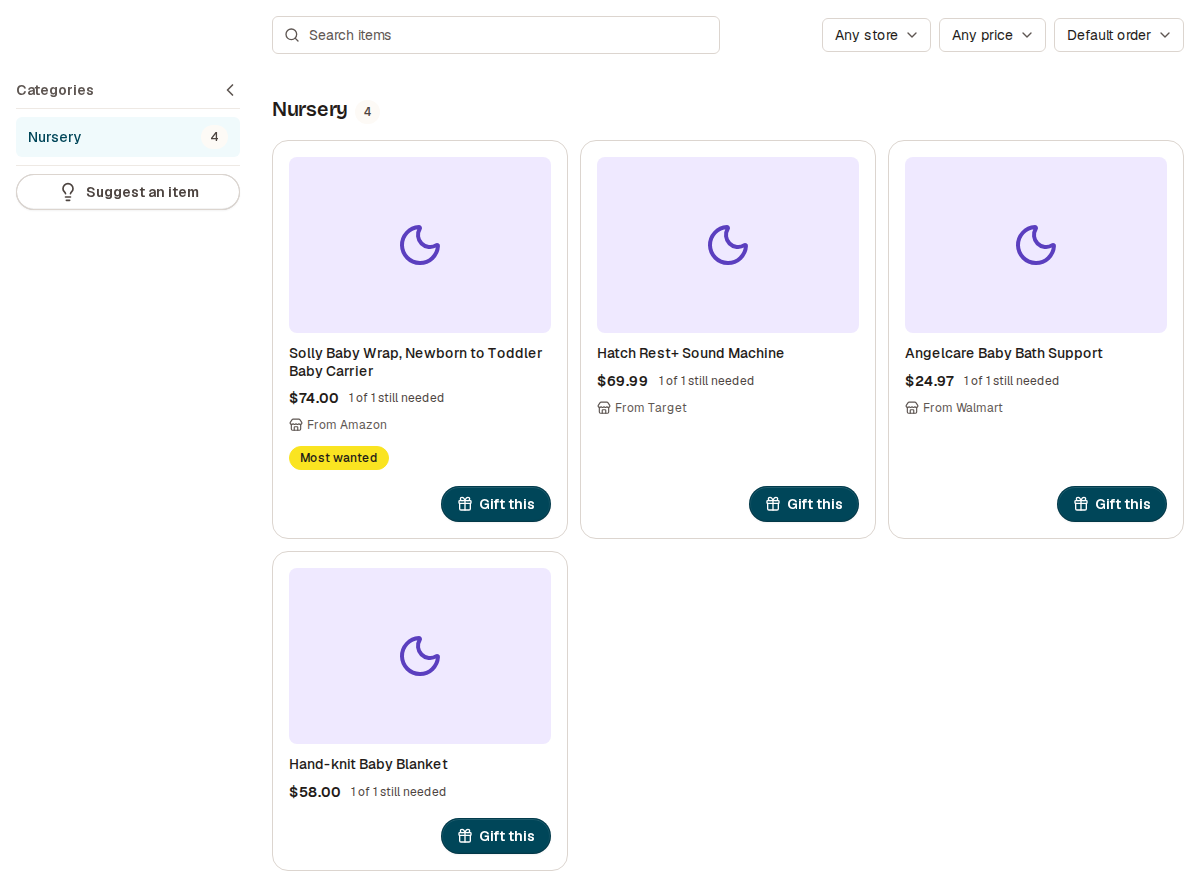 Search items
Any store
Any price
Default order
Categories
Nursery 4
Suggest an item
Nursery 4
Solly Baby Wrap, Newborn to Toddler
Baby Carrier
$74.00 1 of 1 still needed
From Amazon
Most wanted
Gift this
Hatch Rest+ Sound Machine
$69.99 1 of 1 still needed
From Target
Gift this
Angelcare Baby Bath Support
$24.97 1 of 1 still needed
From Walmart
Gift this
Hand-knit Baby Blanket
$58.00 1 of 1 still needed
Gift this